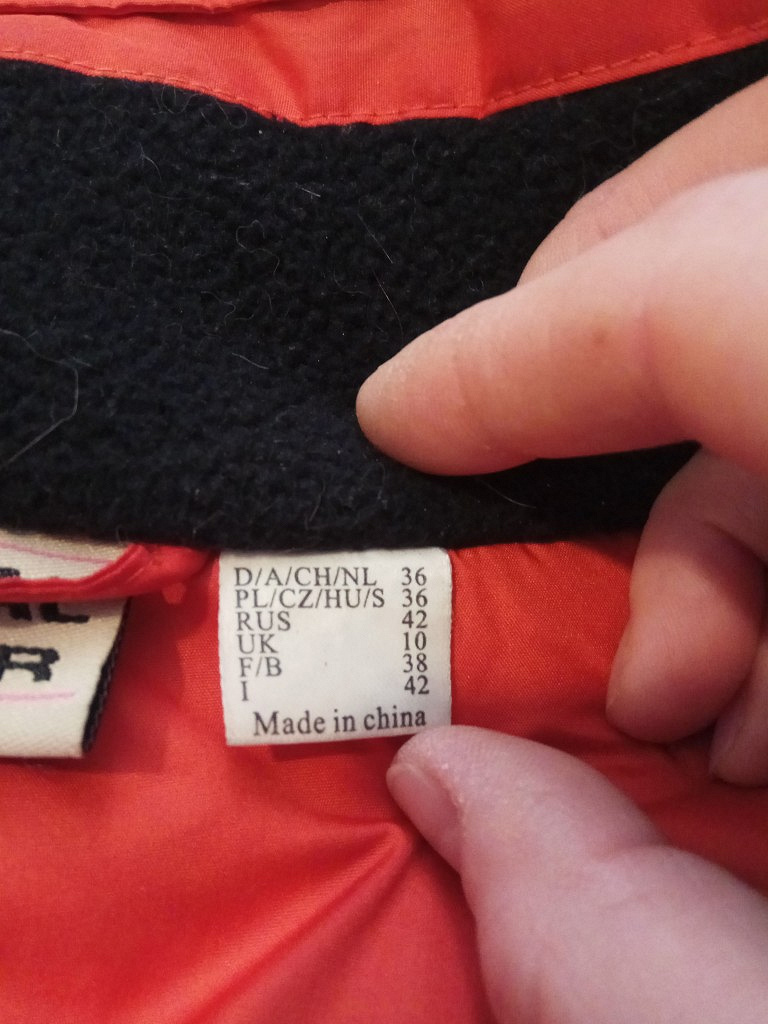 D/A/CH/NL 36
PL/CZ/HU/S 36
RUS 42
UK 10
F/B 38
I 42
Made in china